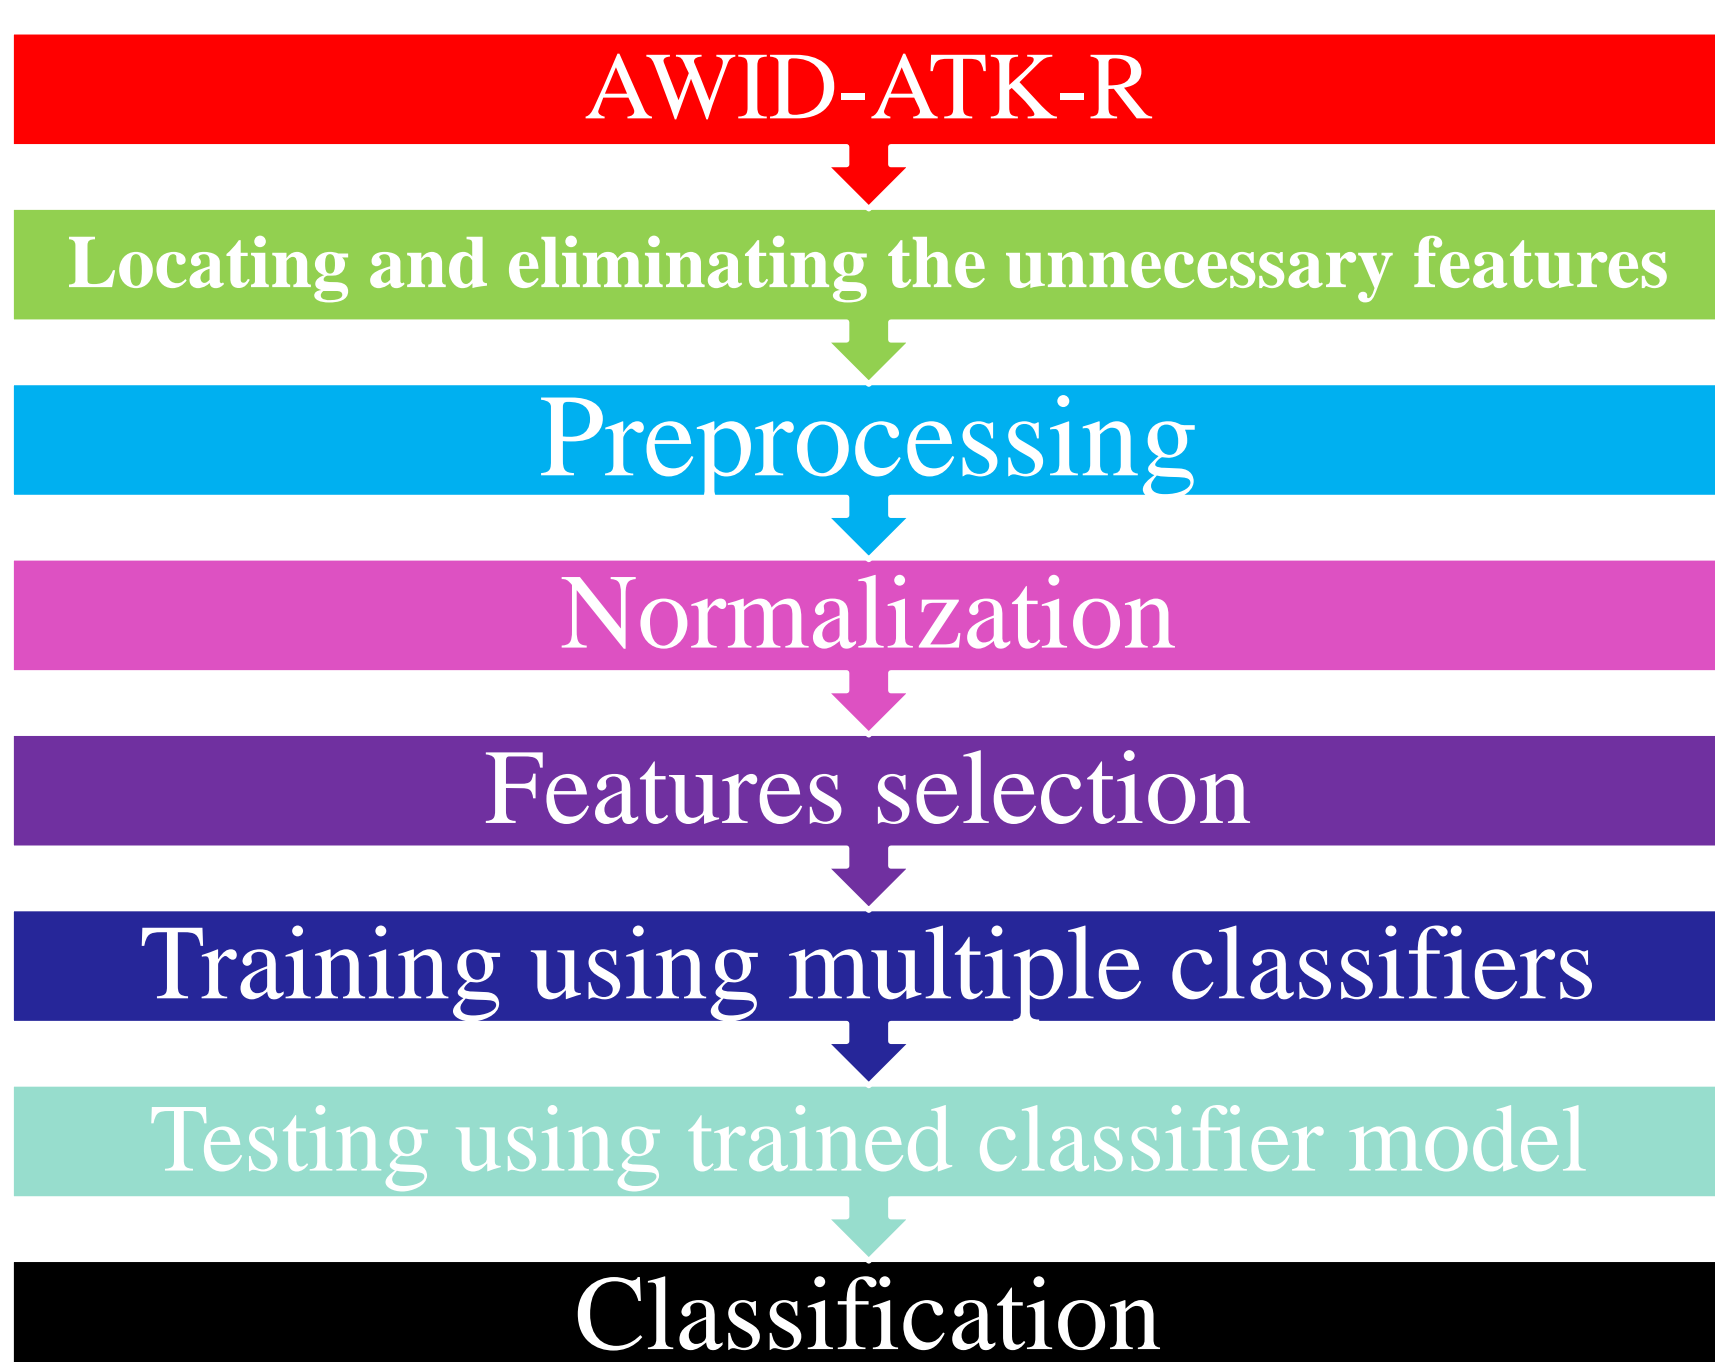 AWID-ATK-R
Locating and eliminating the unnecessary features
Preprocessing
Normalization
Features selection
Training using multiple classifiers
Testing using trained classifier model
Classification